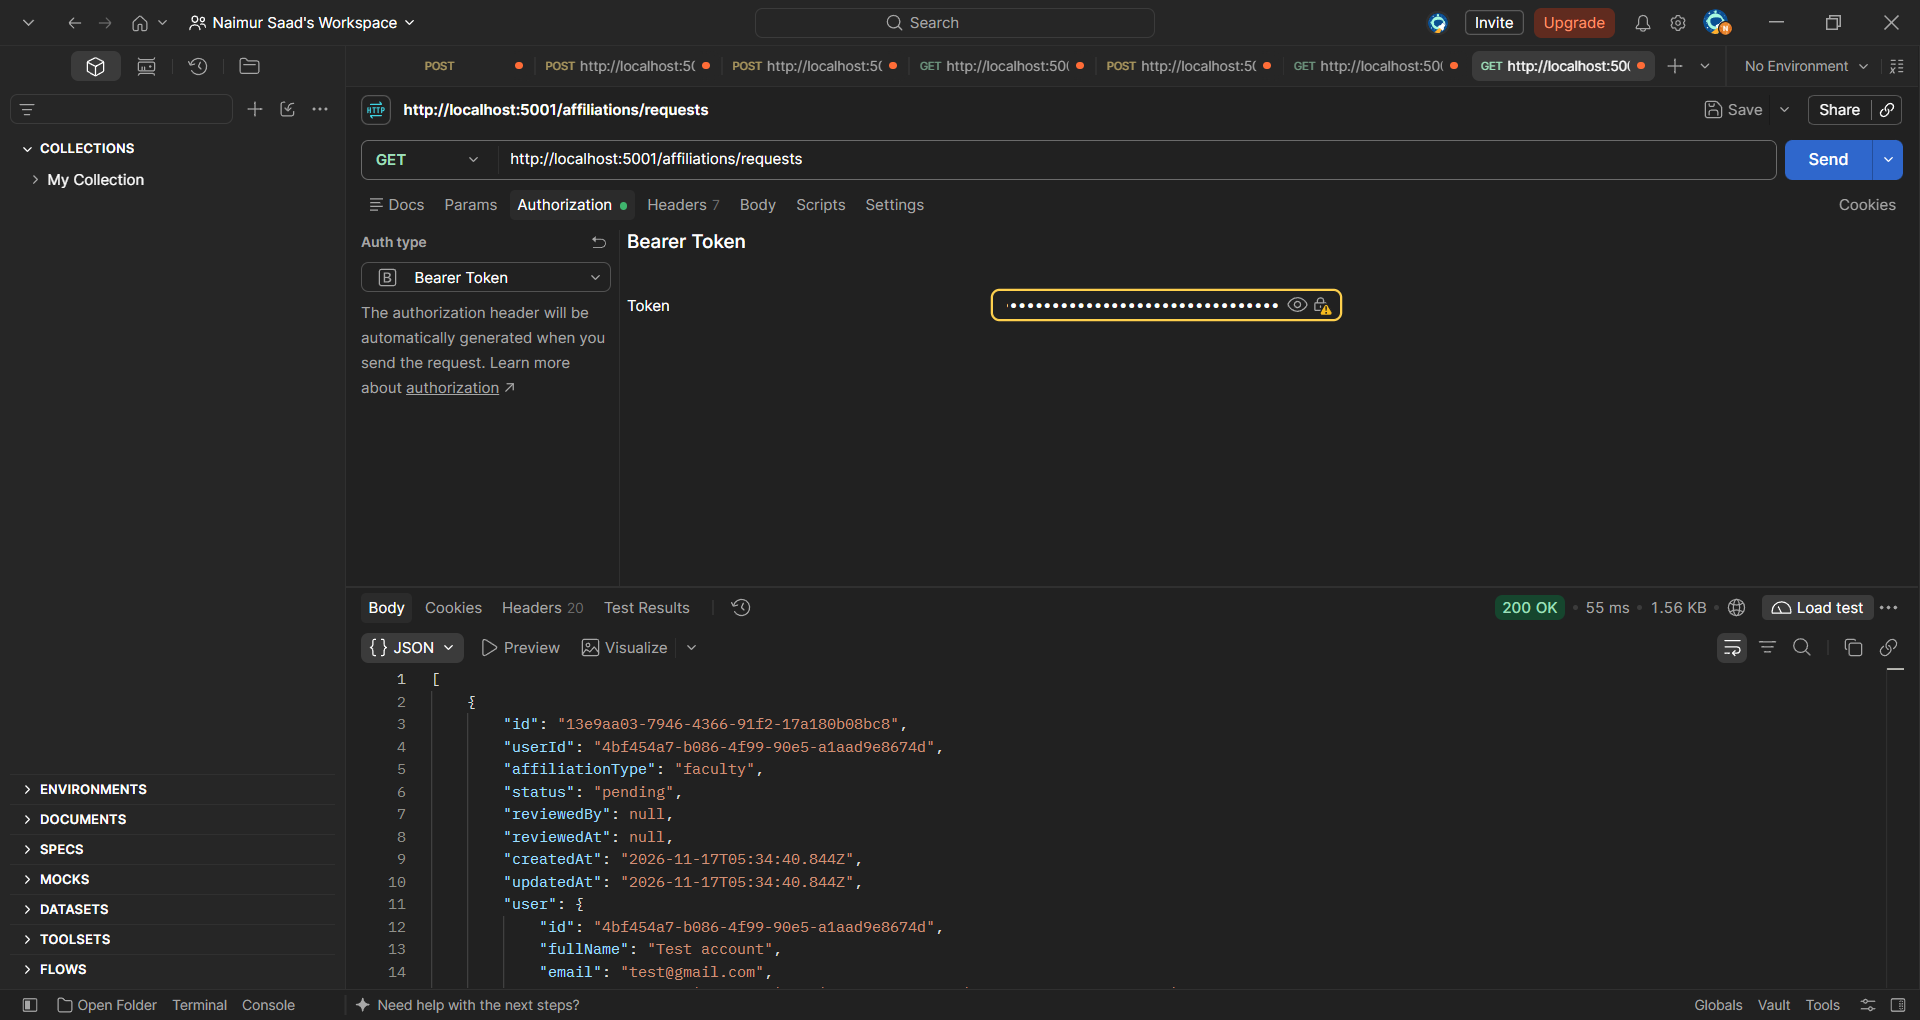 Naimur Saad's Workspace
Search
Invite
Upgrade
POST
POST http://localhost:50
POST http://localhost:50
GET http://localhost:500
POST http://localhost:50
GET http://localhost:500
GET http://localhost:500
No Environment
HTTP
http://localhost:5001/affiliations/requests
Save
Share
COLLECTIONS
My Collection
GET
http://localhost:5001/affiliations/requests
Send
Docs
Params
Authorization
Headers 7
Body
Scripts
Settings
Cookies
Auth type
B
Bearer Token
The authorization header will be
automatically generated when you
send the request. Learn more
about authorization ↗
Bearer Token
Token
••••••••••••••••••••••••••••••••
Body
Cookies
Headers 20
Test Results
200 OK
55 ms
1.56 KB
Load test
{} JSON
Preview
Visualize
1 [
2 {
3 "id": "13e9aa03-7946-4366-91f2-17a180b08bc8",
4 "userId": "4bf454a7-b086-4f99-90e5-a1aad9e8674d",
5 "affiliationType": "faculty",
6 "status": "pending",
7 "reviewedBy": null,
8 "reviewedAt": null,
9 "createdAt": "2026-11-17T05:34:40.844Z",
10 "updatedAt": "2026-11-17T05:34:40.844Z",
11 "user": {
12 "id": "4bf454a7-b086-4f99-90e5-a1aad9e8674d",
13 "fullName": "Test account",
14 "email": "test@gmail.com",
ENVIRONMENTS
DOCUMENTS
SPECS
MOCKS
DATASETS
TOOLSETS
FLOWS
Open Folder
Terminal
Console
Need help with the next steps?
Globals
Vault
Tools